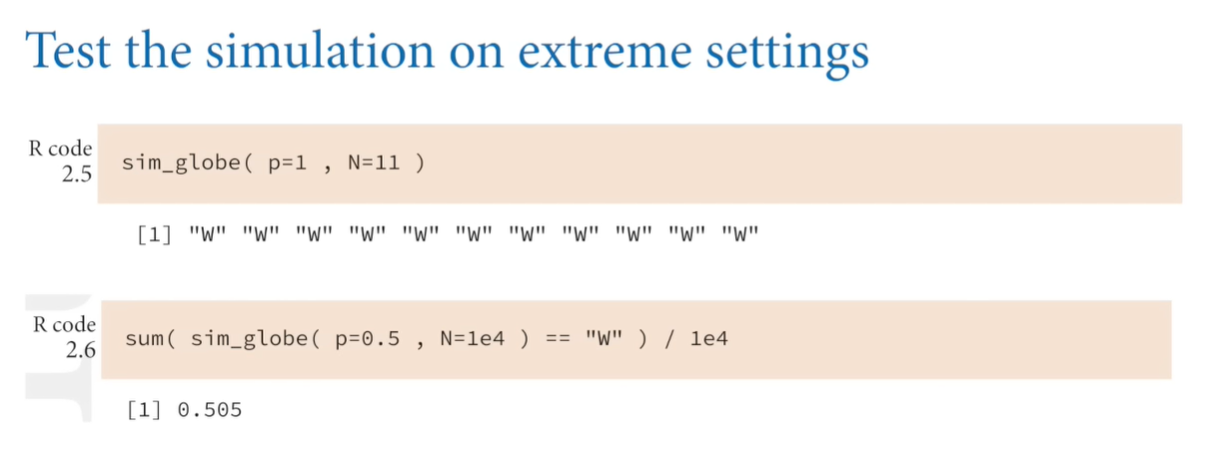 Test the simulation on extreme settings
R code
2.5
sim_globe( p=1 , N=11 )
[1] "W" "W" "W" "W" "W" "W" "W" "W" "W" "W" "W"
R code
2.6
sum( sim_globe( p=0.5 , N=1e4 ) == "W" ) / 1e4
[1] 0.505